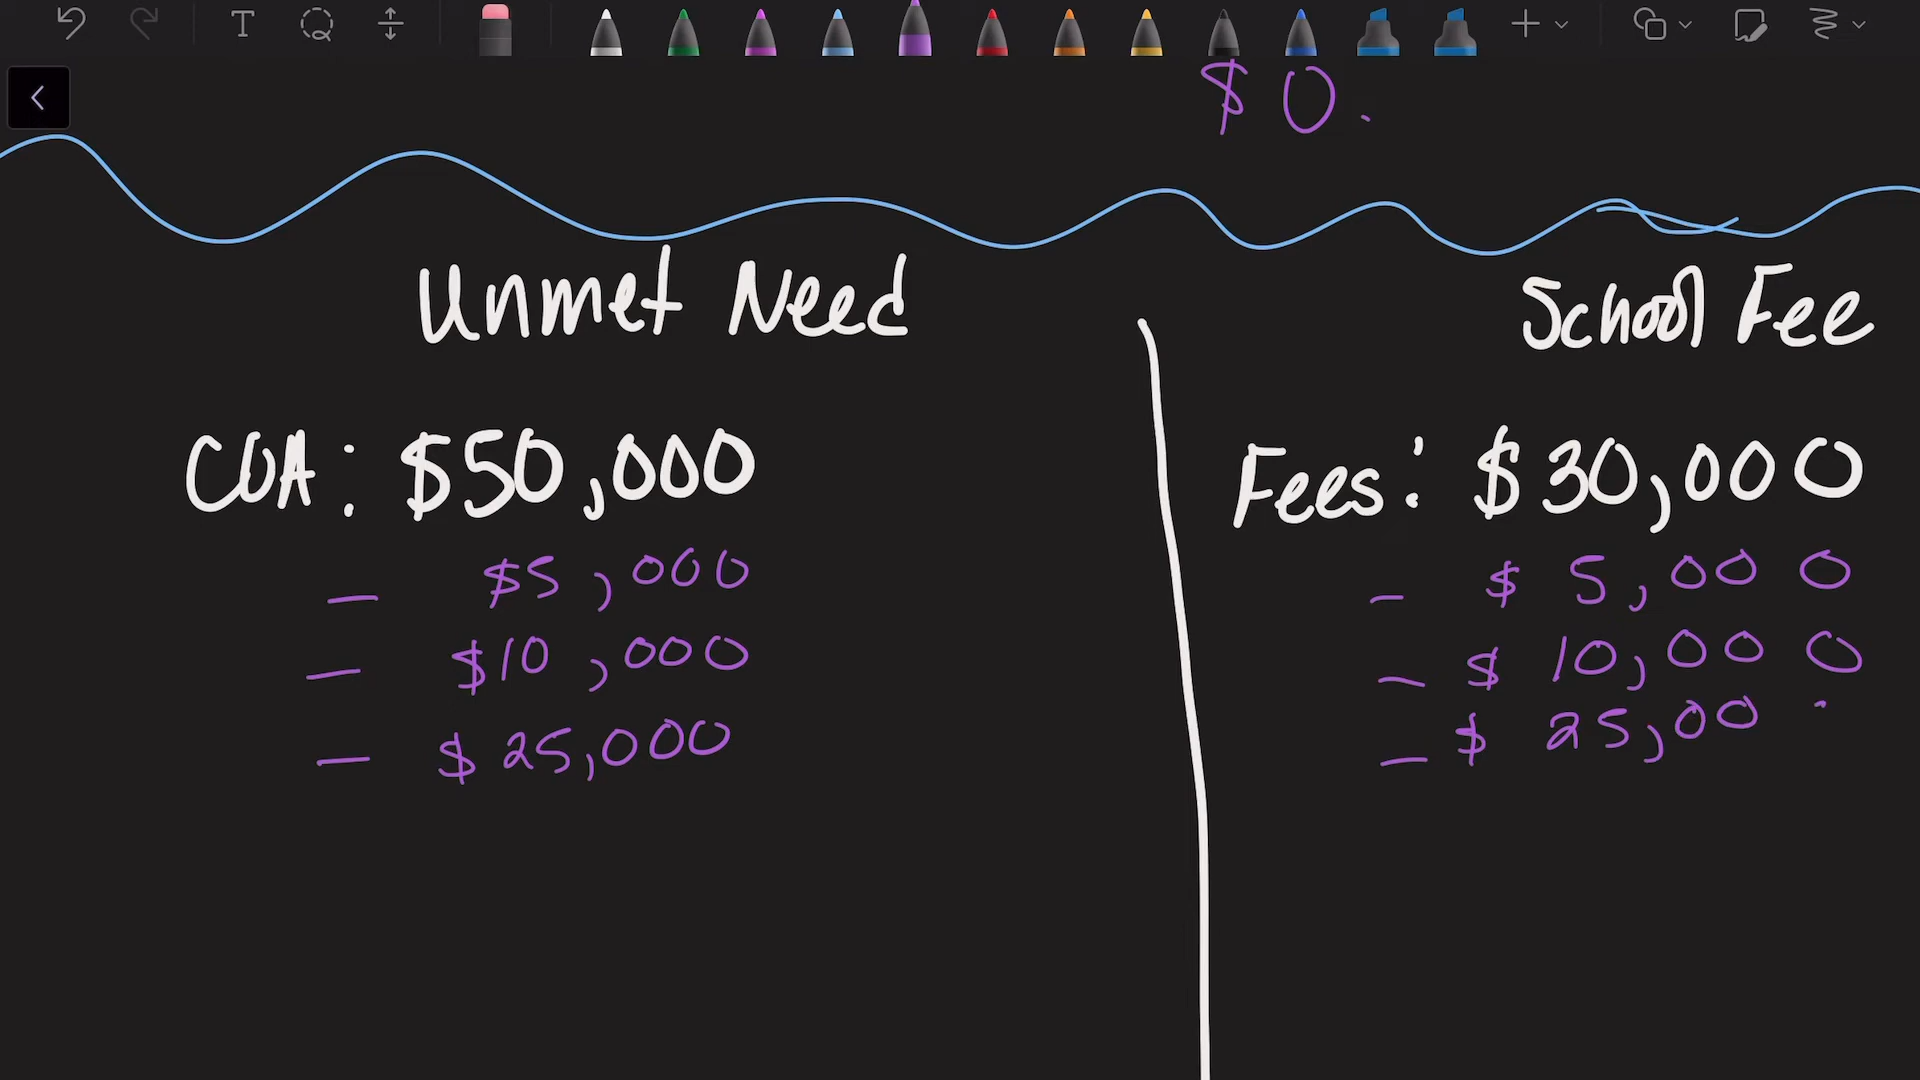 $0.
Unmet Need
School Fee
COA: $50,000
Fees: $30,000
- $5,000
- $5,000
- $10,000
- $10,000
- $25,000
- $25,00